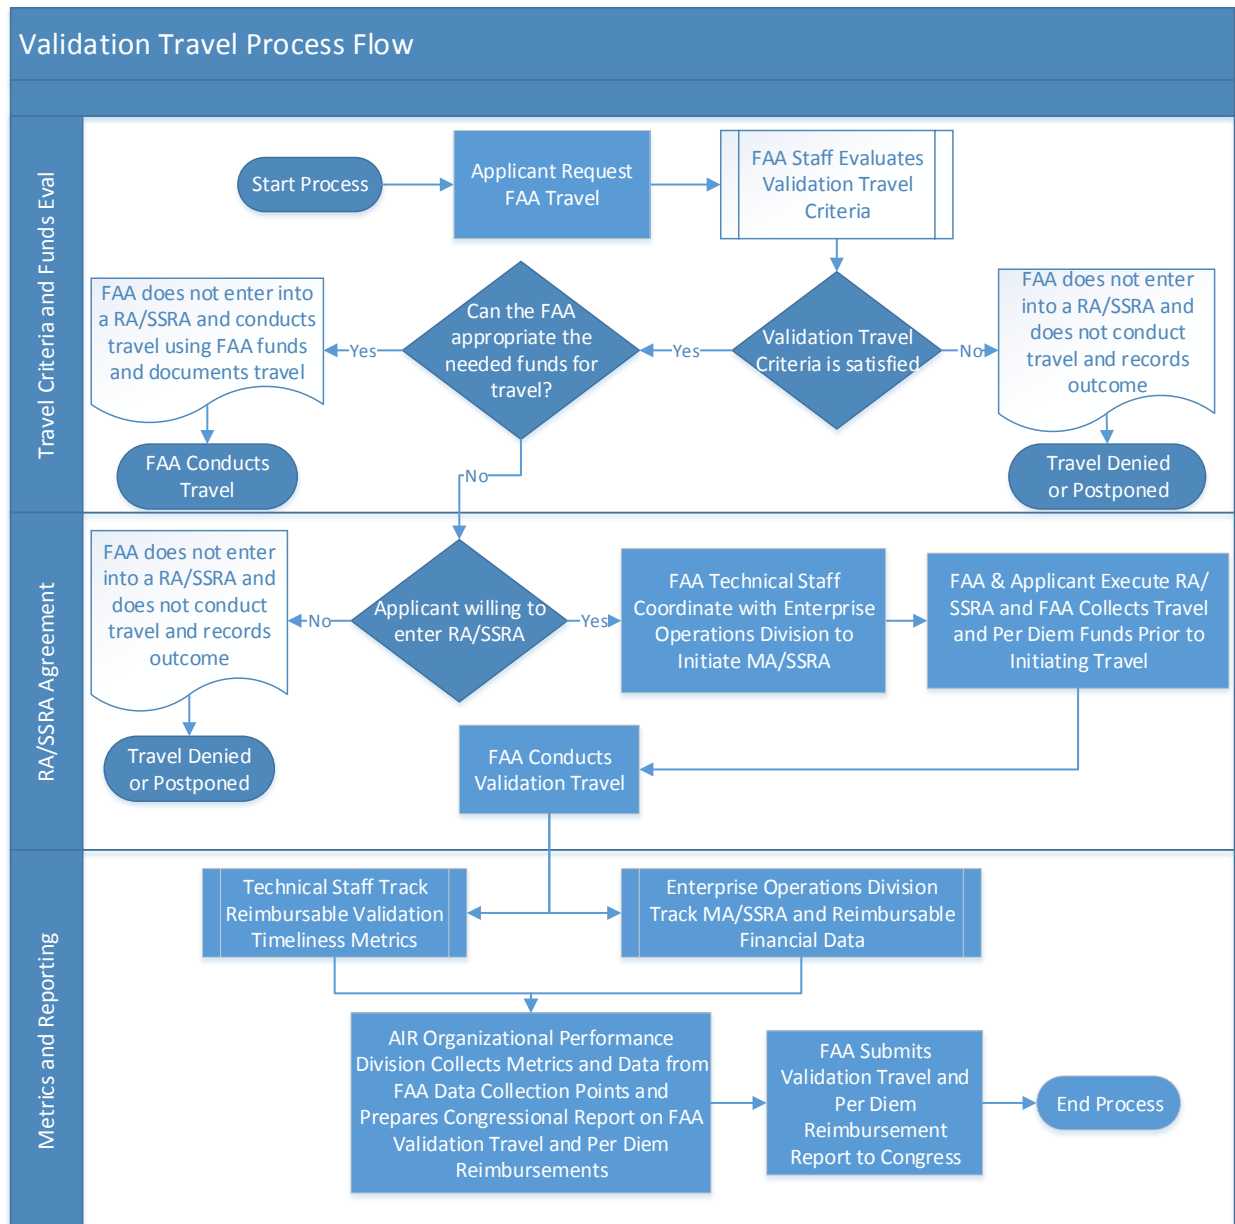 Validation Travel Process Flow
Travel Criteria and Funds Eval
Start Process
Applicant Request
FAA Travel
FAA Staff Evaluates
Validation Travel
Criteria
FAA does not enter into
a RA/SSRA and conducts
travel using FAA funds
and documents travel
Yes
Can the FAA
appropriate the
needed funds for
travel?
Yes
Validation Travel
Criteria is satisfied
No
FAA does not enter
into a RA/SSRA and
does not conduct
travel and records
outcome
FAA Conducts
Travel
No
Travel Denied
or Postponed
RA/SSRA Agreement
FAA does not enter
into a RA/SSRA and
does not conduct
travel and records
outcome
No
Applicant willing to
enter RA/SSRA
Yes
FAA Technical Staff
Coordinate with Enterprise
Operations Division to
Initiate MA/SSRA
FAA & Applicant Execute RA/
SSRA and FAA Collects Travel
and Per Diem Funds Prior to
Initiating Travel
Travel Denied
or Postponed
FAA Conducts
Validation Travel
Metrics and Reporting
Technical Staff Track
Reimbursable Validation
Timeliness Metrics
Enterprise Operations Division
Track MA/SSRA and Reimbursable
Financial Data
AIR Organizational Performance
Division Collects Metrics and Data from
FAA Data Collection Points and
Prepares Congressional Report on FAA
Validation Travel and Per Diem
Reimbursements
FAA Submits
Validation Travel and
Per Diem
Reimbursement
Report to Congress
End Process